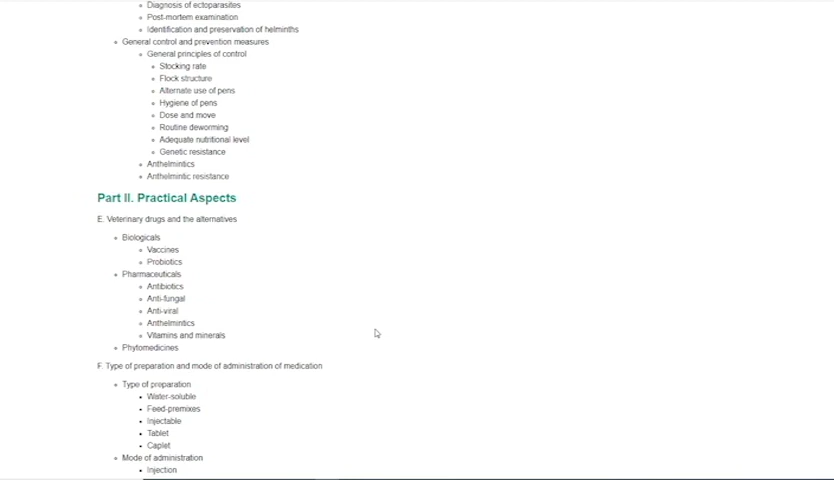 Diagnosis of ectoparasites
Post-mortem examination
Identification and preservation of helminths
General control and prevention measures
General principles of control
Stocking rate
Flock structure
Alternate use of pens
Hygiene of pens
Dose and move
Routine deworming
Adequate nutritional level
Genetic resistance
Anthelmintics
Anthelmintic resistance
Part II. Practical Aspects
E. Veterinary drugs and the alternatives
Biologicals
Vaccines
Probiotics
Pharmaceuticals
Antibiotics
Anti-fungal
Anti-viral
Anthelmintics
Vitamins and minerals
Phytomedicines
F. Type of preparation and mode of administration of medication
Type of preparation
Water-soluble
Feed-premixes
Injectable
Tablet
Caplet
Mode of administration
Injection